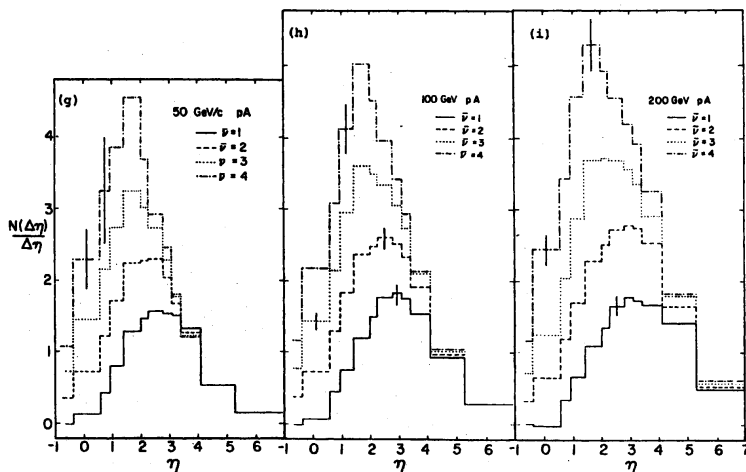 (g)
50 GeV/c pA
ν̄=1
ν̄=2
ν̄=3
ν̄=4
(h)
100 GeV pA
ν̄=1
ν̄=2
ν̄=3
ν̄=4
(i)
200 GeV pA
ν̄=1
ν̄=2
ν̄=3
ν̄=4
N(Δη)
Δη
4
3
2
1
0
-1 0 1 2 3 4 5 6
η
-1 0 1 2 3 4 5 6
η
-1 0 1 2 3 4 5 6 7
η